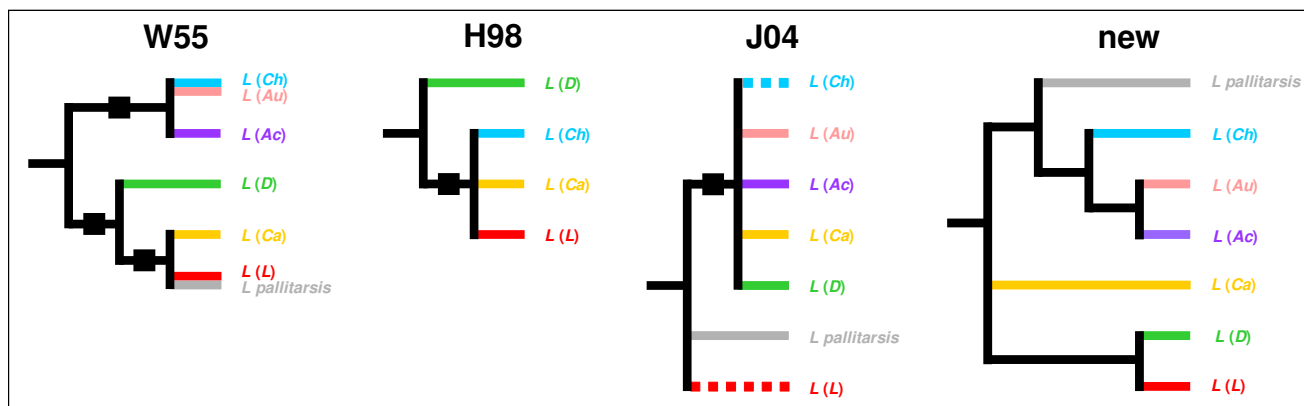 W55
L (Ch)
L (Au)
L (Ac)
L (D)
L (Ca)
L (L)
L pallitarsis
H98
L (D)
L (Ch)
L (Ca)
L (L)
J04
L (Ch)
L (Au)
L (Ac)
L (Ca)
L (D)
L pallitarsis
L (L)
new
L pallitarsis
L (Ch)
L (Au)
L (Ac)
L (Ca)
L (D)
L (L)